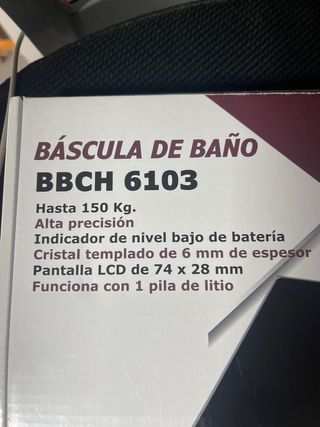 BÁSCULA DE BAÑO
BBCH 6103
Hasta 150 Kg.
Alta precisión
Indicador de nivel bajo de batería
Cristal templado de 6 mm de espesor
Pantalla LCD de 74 x 28 mm
Funciona con 1 pila de litio